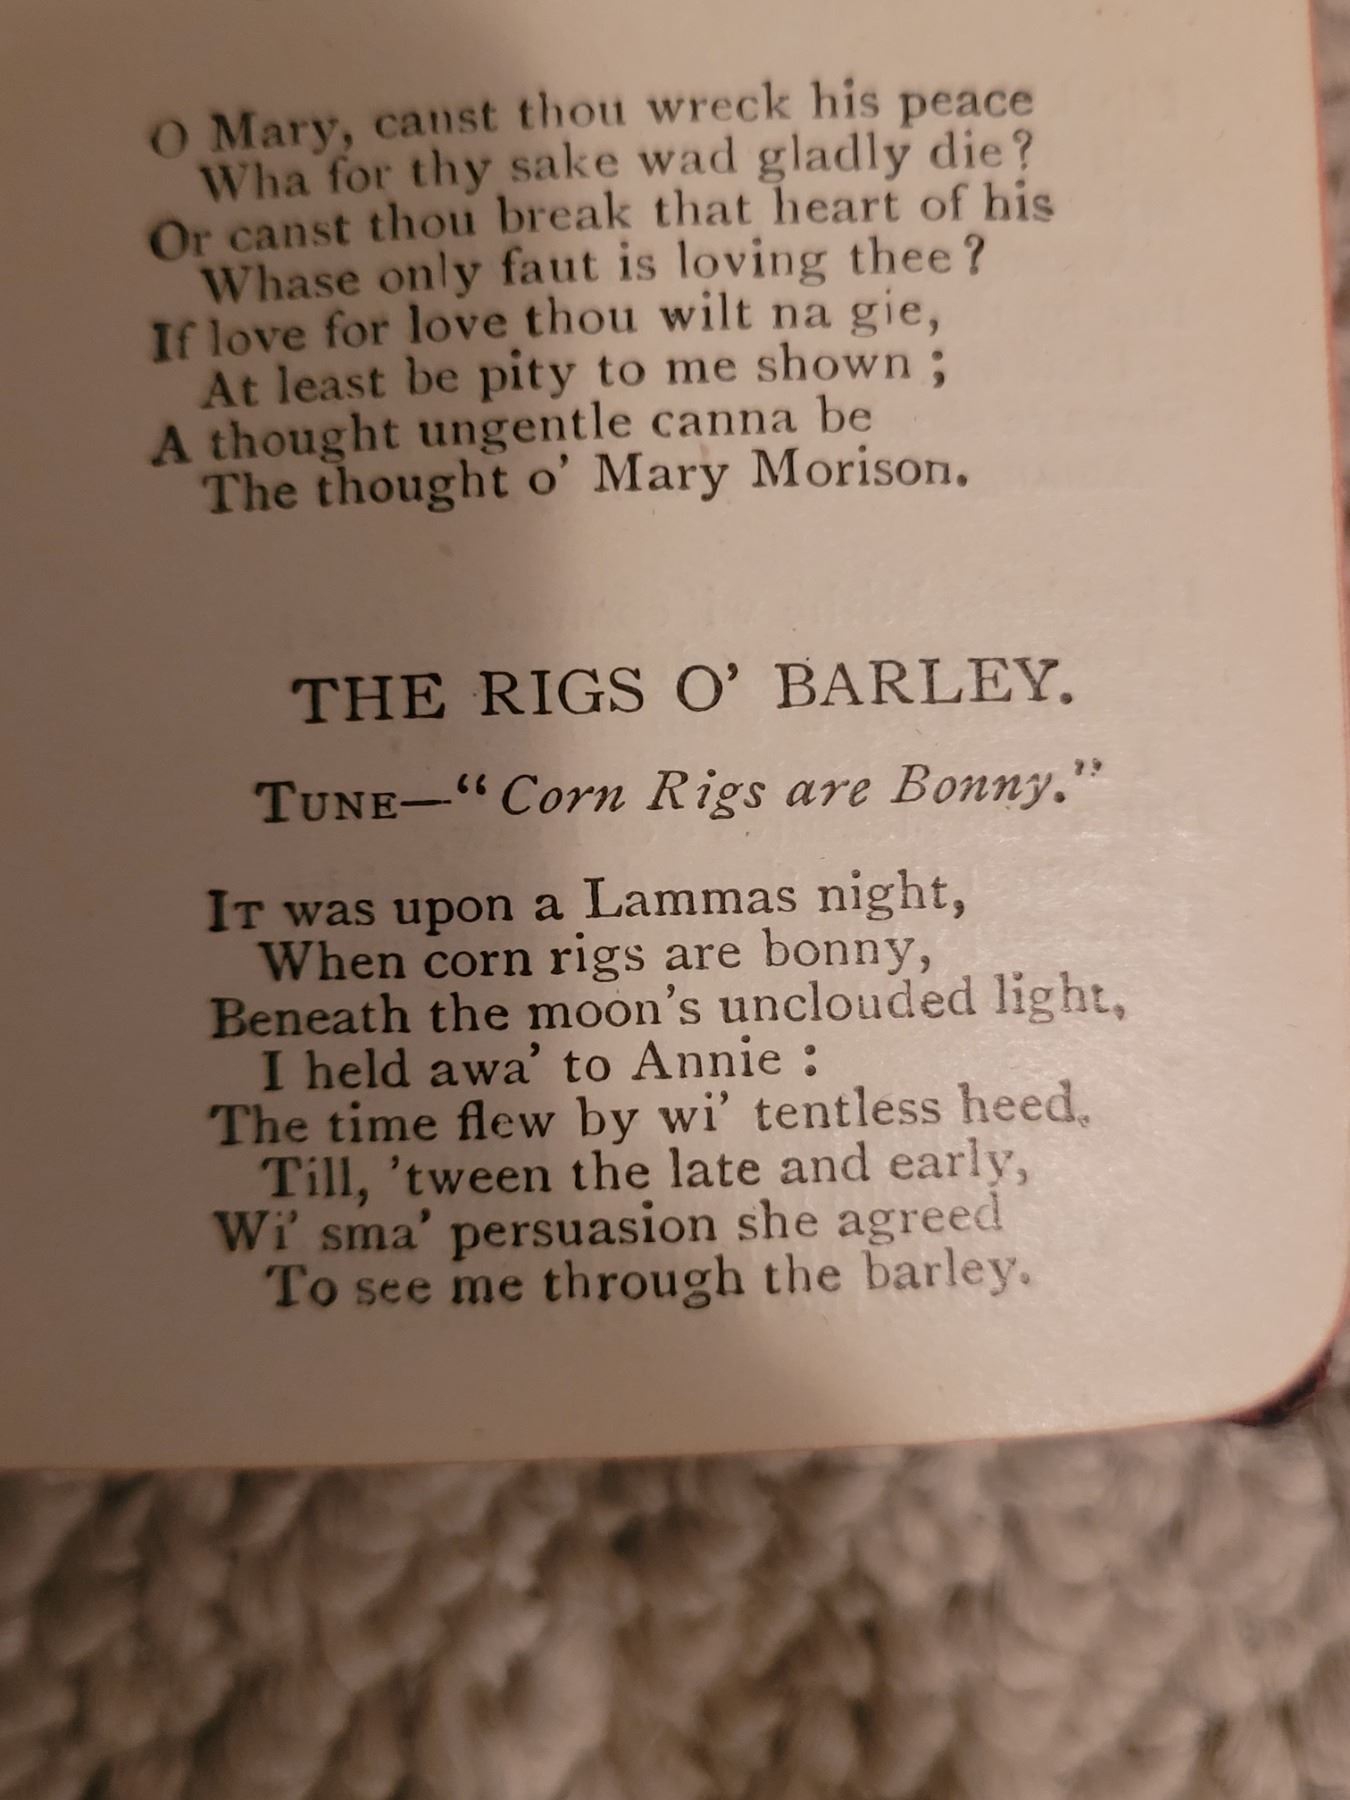 O Mary, canst thou wreck his peace
Wha for thy sake wad gladly die?
Or canst thou break that heart of his
Whase only faut is loving thee?
If love for love thou wilt na gie,
At least be pity to me shown;
A thought ungentle canna be
The thought o' Mary Morison.
THE RIGS O' BARLEY.
TUNE—"Corn Rigs are Bonny."
IT was upon a Lammas night,
When corn rigs are bonny,
Beneath the moon's unclouded light,
I held awa' to Annie:
The time flew by wi' tentless heed,
Till, 'tween the late and early,
Wi' sma' persuasion she agreed
To see me through the barley.